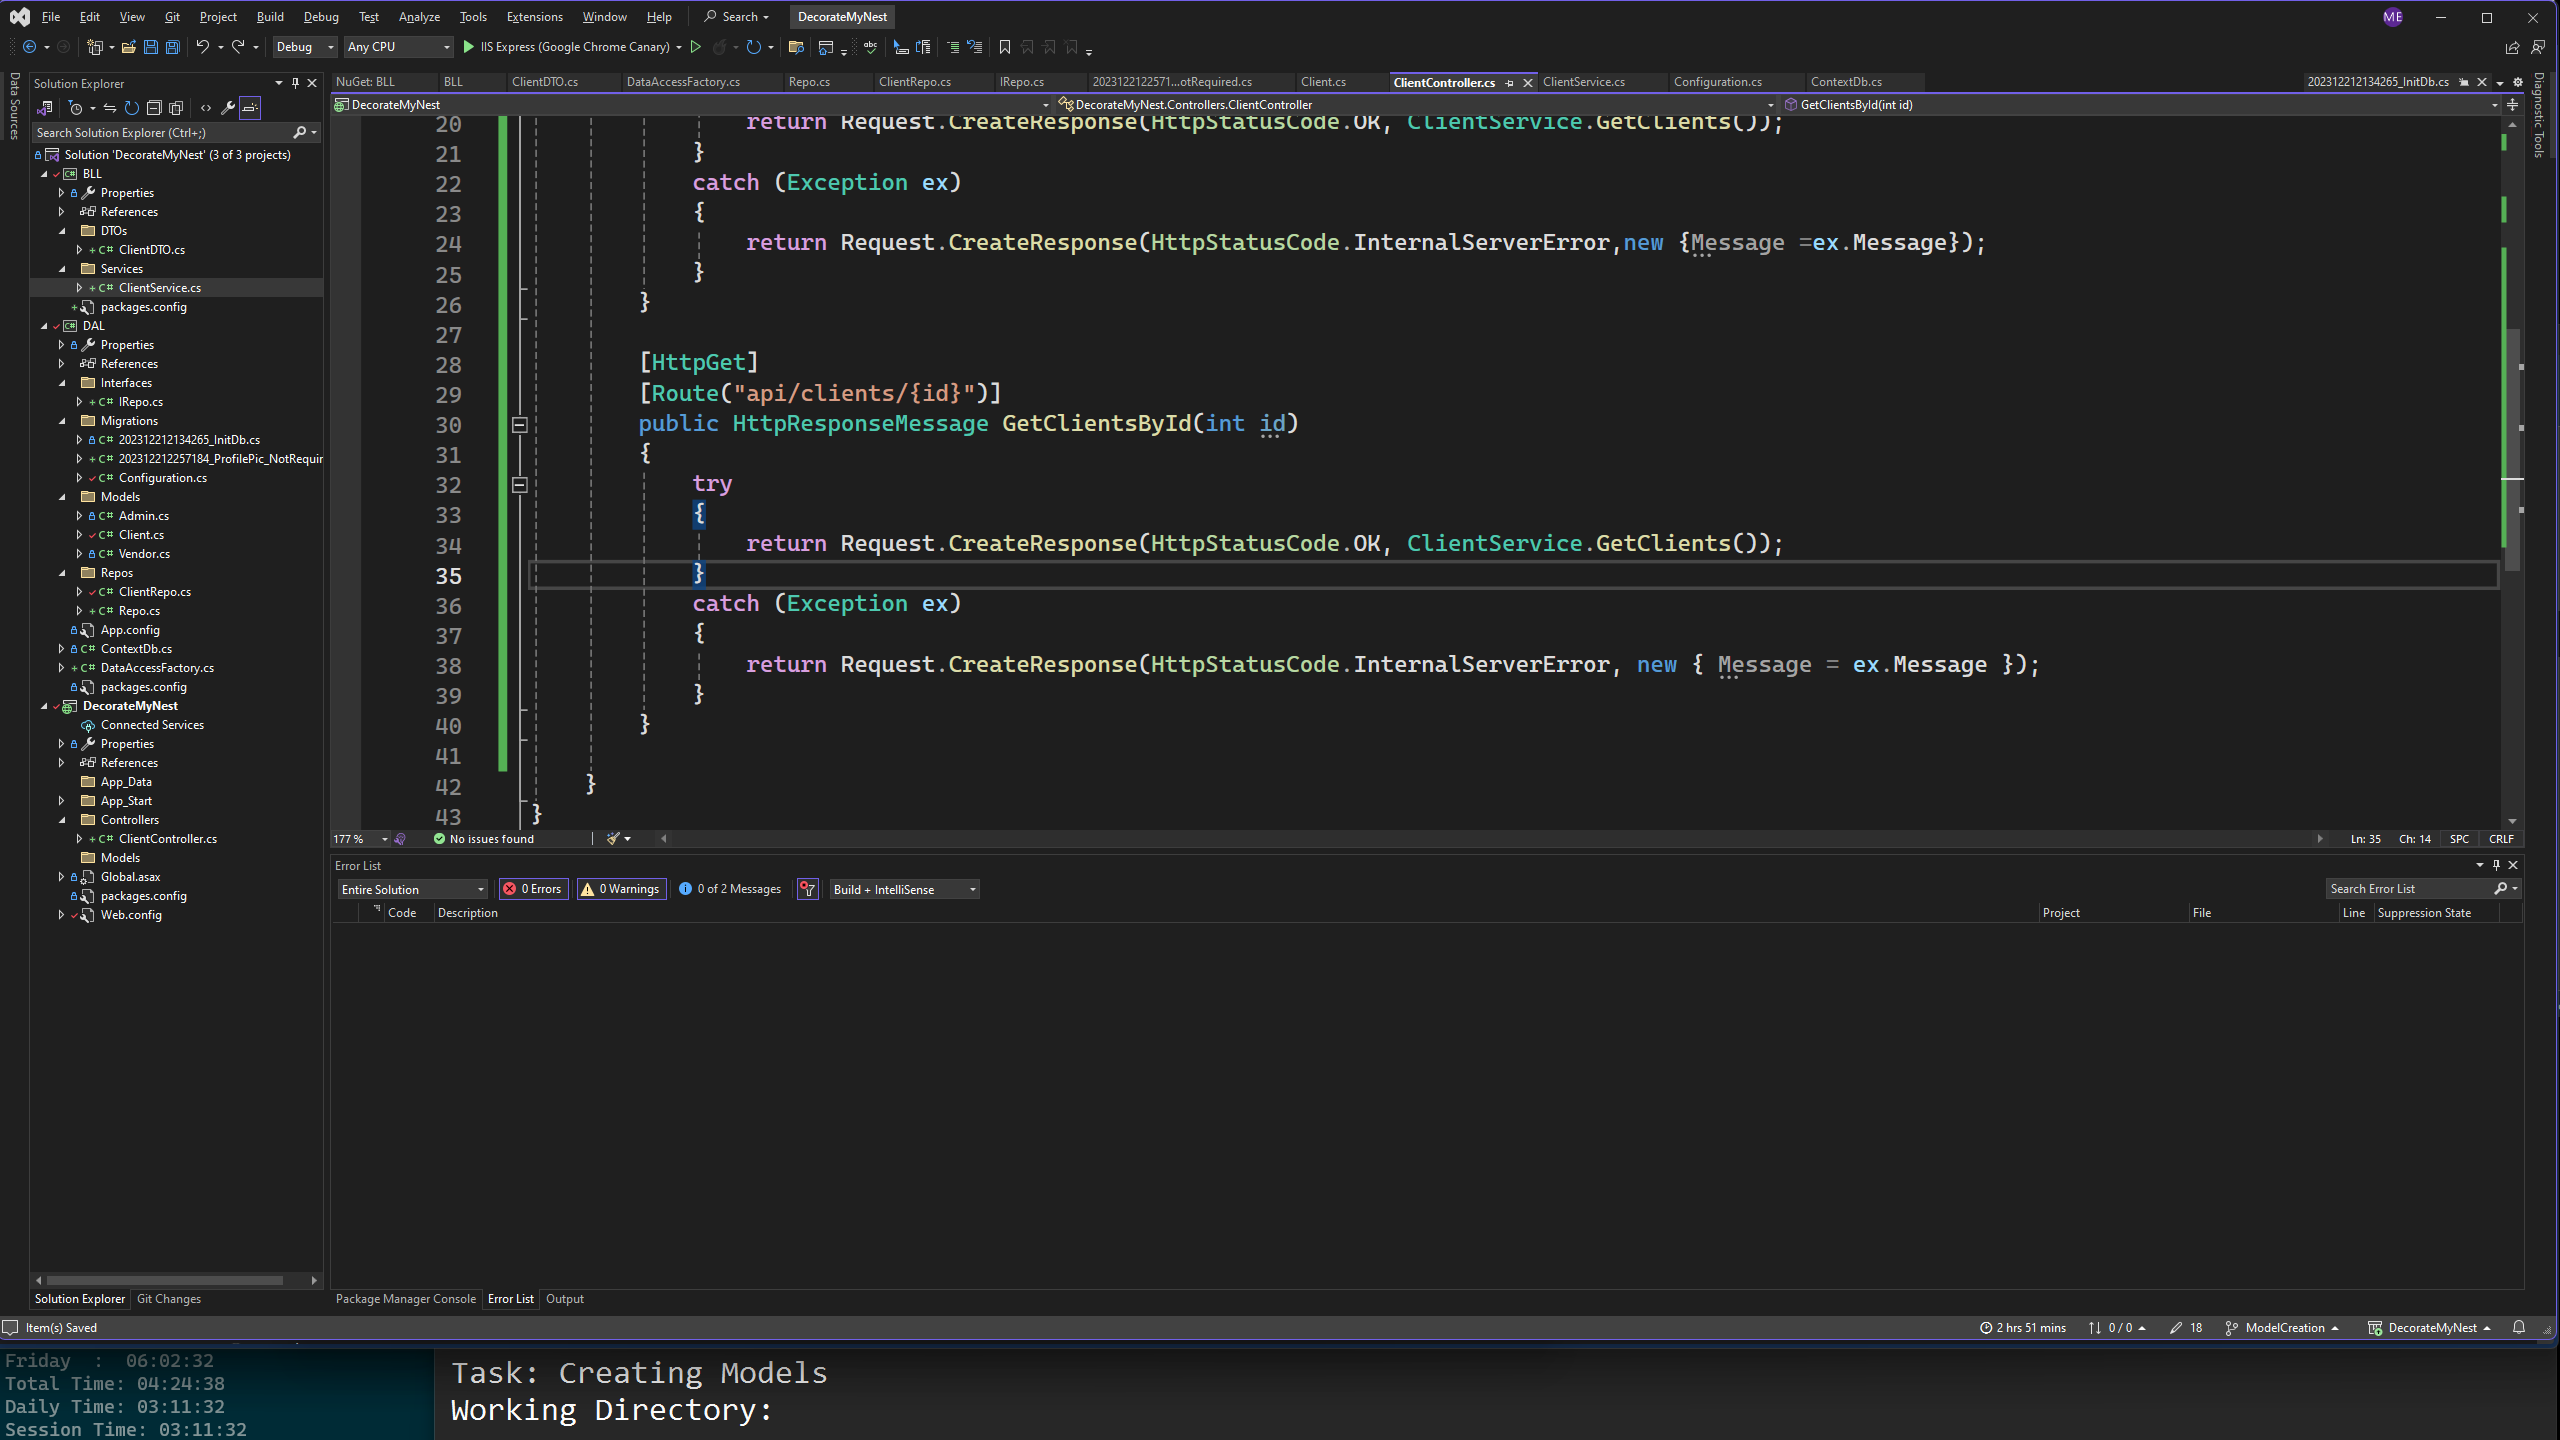 File Edit View Git Project Build Debug Test Analyze Tools Extensions Window Help Search DecorateMyNest ME
Debug Any CPU IIS Express (Google Chrome Canary)
Data Sources
Solution Explorer
Search Solution Explorer (Ctrl+;)
Solution 'DecorateMyNest' (3 of 3 projects)
BLL
Properties
References
DTOs
C# ClientDTO.cs
Services
C# ClientService.cs
packages.config
DAL
Properties
References
Interfaces
C# IRepo.cs
Migrations
C# 202312212134265_InitDb.cs
C# 202312212257184_ProfilePic_NotRequir
C# Configuration.cs
Models
C# Admin.cs
C# Client.cs
C# Vendor.cs
Repos
C# ClientRepo.cs
C# Repo.cs
App.config
C# ContextDb.cs
C# DataAccessFactory.cs
packages.config
DecorateMyNest
Connected Services
Properties
References
App_Data
App_Start
Controllers
C# ClientController.cs
Models
Global.asax
packages.config
Web.config
Solution Explorer Git Changes
NuGet: BLL BLL ClientDTO.cs DataAccessFactory.cs Repo.cs ClientRepo.cs IRepo.cs 2023122122571...otRequired.cs Client.cs ClientController.cs ClientService.cs Configuration.cs ContextDb.cs 202312212134265_InitDb.cs
DecorateMyNest DecorateMyNest.Controllers.ClientController GetClientsById(int id)
20 return Request.CreateResponse(HttpStatusCode.OK, ClientService.GetClients());
21 }
22 catch (Exception ex)
23 {
24 return Request.CreateResponse(HttpStatusCode.InternalServerError,new {Message =ex.Message});
25 }
26 }
27
28 [HttpGet]
29 [Route("api/clients/{id}")]
30 public HttpResponseMessage GetClientsById(int id)
31 {
32 try
33 {
34 return Request.CreateResponse(HttpStatusCode.OK, ClientService.GetClients());
35 }
36 catch (Exception ex)
37 {
38 return Request.CreateResponse(HttpStatusCode.InternalServerError, new { Message = ex.Message });
39 }
40 }
41
42 }
43 }
177 % No issues found Ln: 35 Ch: 14 SPC CRLF
Diagnostic Tools
Error List
Entire Solution 0 Errors 0 Warnings 0 of 2 Messages Build + IntelliSense Search Error List
Code Description Project File Line Suppression State
Package Manager Console Error List Output
Item(s) Saved 2 hrs 51 mins 0 / 0 18 ModelCreation DecorateMyNest
Friday : 06:02:32
Total Time: 04:24:38
Daily Time: 03:11:32
Session Time: 03:11:32
Task: Creating Models
Working Directory: